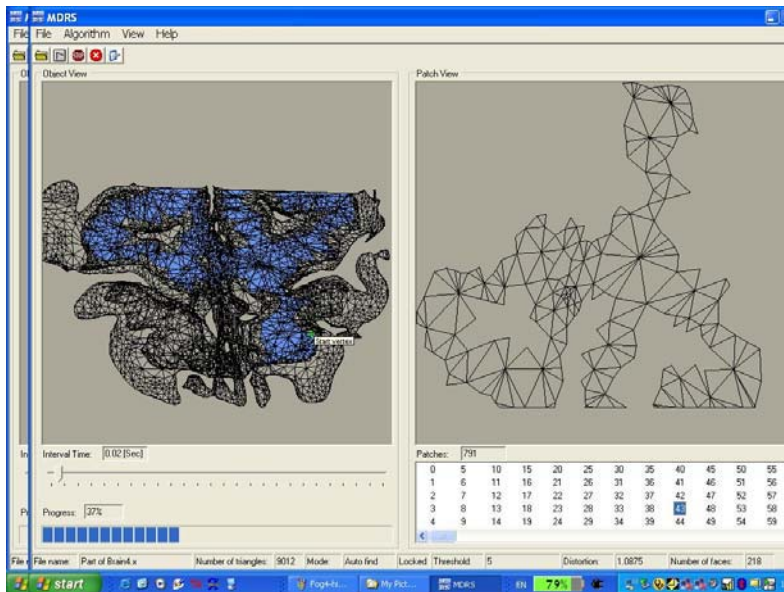 MDRS
File Algorithm View Help
Object View
Patch View
Start vertex
Interval Time: 0.02 [Sec]
Progress: 37%
Patches: 791
0 5 10 15 20 25 30 35 40 45 50 55
1 6 11 16 21 26 31 36 41 46 51 56
2 7 12 17 22 27 32 37 42 47 52 57
3 8 13 18 23 28 33 38 43 48 53 58
4 9 14 19 24 29 34 39 44 49 54 59
File name: Part of Brain4.x Number of triangles: 9012 Mode: Auto find Locked Threshold 5 Distortion: 1.0875 Number of faces: 218
start My Pict... MDRS EN 79%